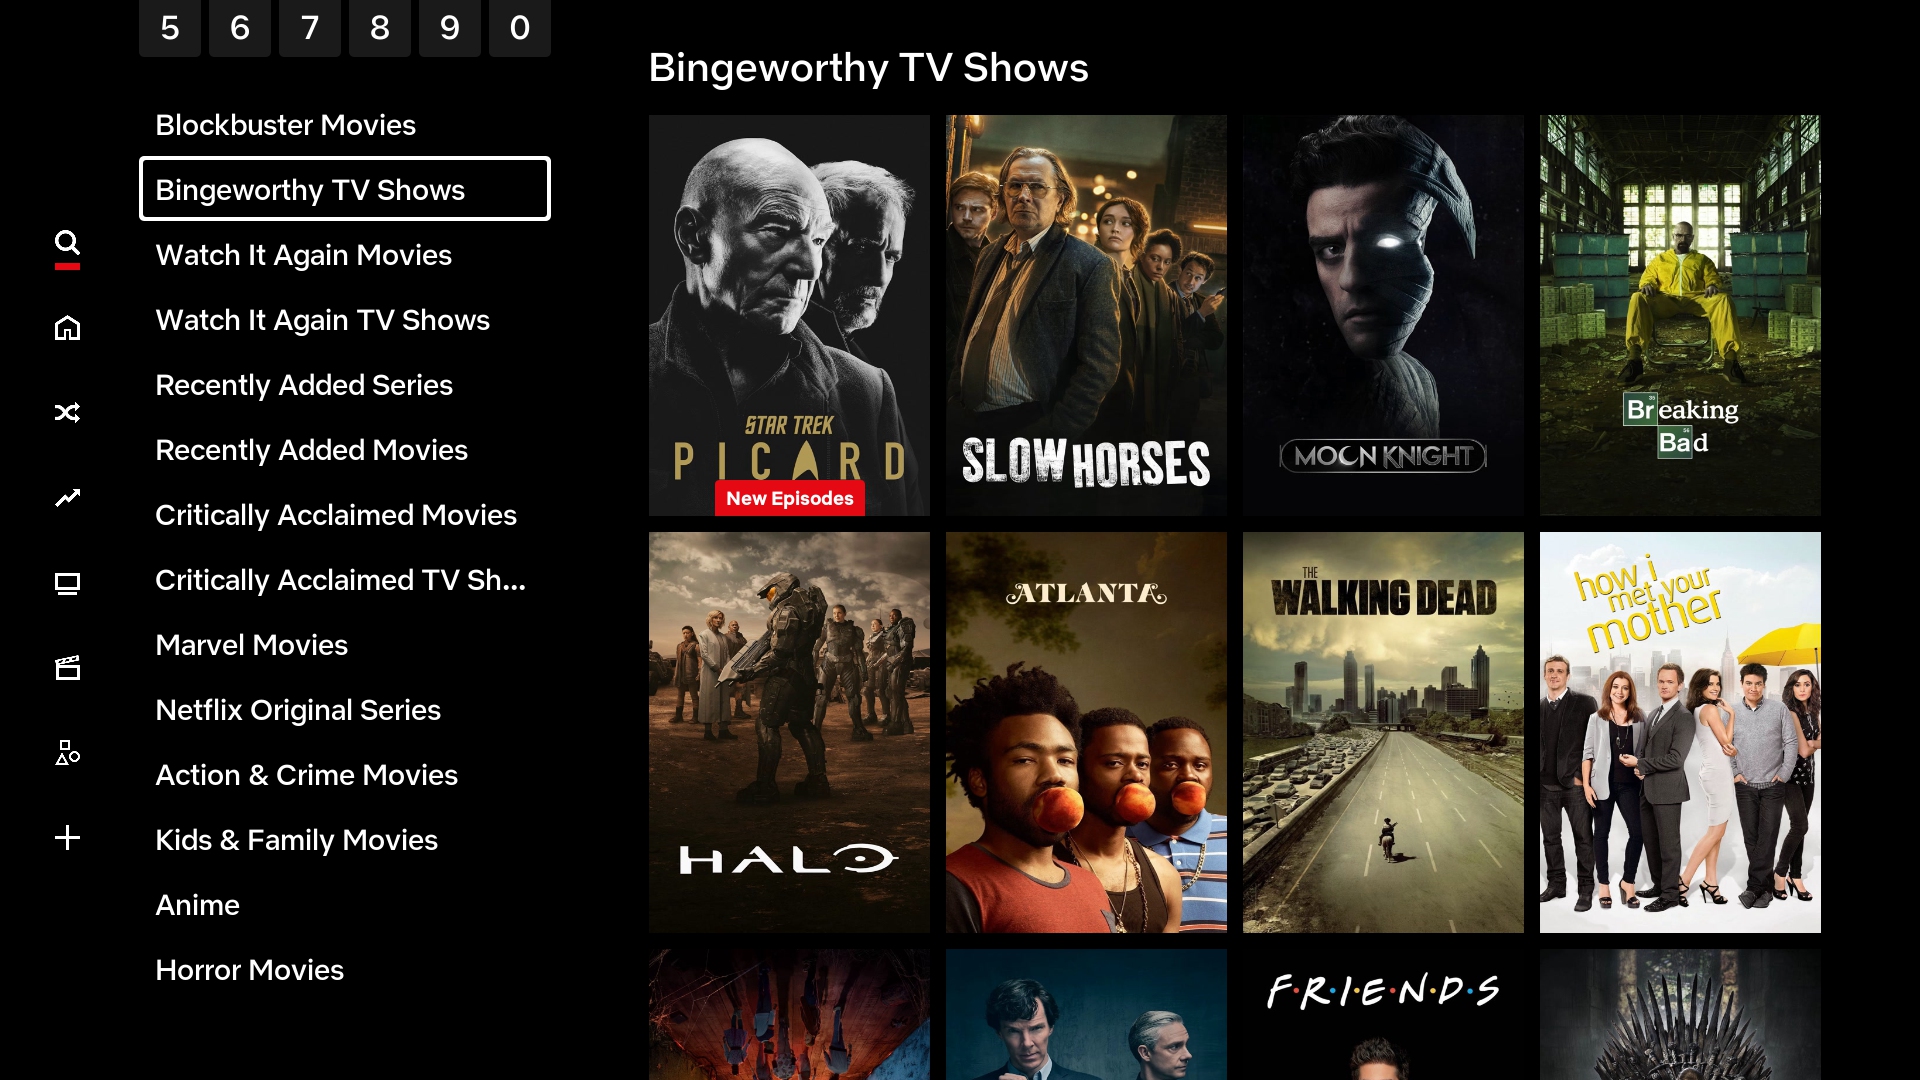 5 6 7 8 9 0
Blockbuster Movies
Bingeworthy TV Shows
Watch It Again Movies
Watch It Again TV Shows
Recently Added Series
Recently Added Movies
Critically Acclaimed Movies
Critically Acclaimed TV Sh...
Marvel Movies
Netflix Original Series
Action & Crime Movies
Kids & Family Movies
Anime
Horror Movies
Bingeworthy TV Shows
STAR TREK
PICARD
New Episodes
SLOW HORSES
MOON KNIGHT
35
Breaking
56
Bad
HALO
ATLANTA
THE
WALKING DEAD
how i
met your
mother
F•R•I•E•N•D•S